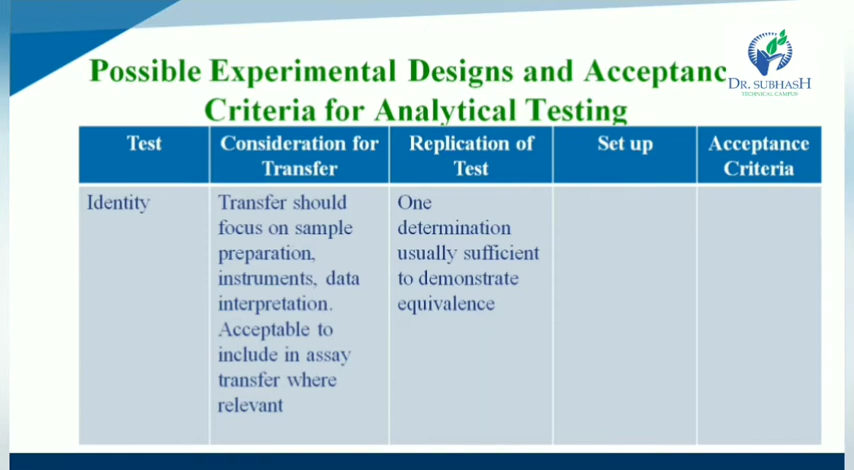 Possible Experimental Designs and Acceptanc
Criteria for Analytical Testing
DR. SUBHASH
TECHNICAL CAMPUS
Test
Consideration for
Transfer
Replication of
Test
Set up
Acceptance
Criteria
Identity
Transfer should
focus on sample
preparation,
instruments, data
interpretation.
Acceptable to
include in assay
transfer where
relevant
One
determination
usually sufficient
to demonstrate
equivalence